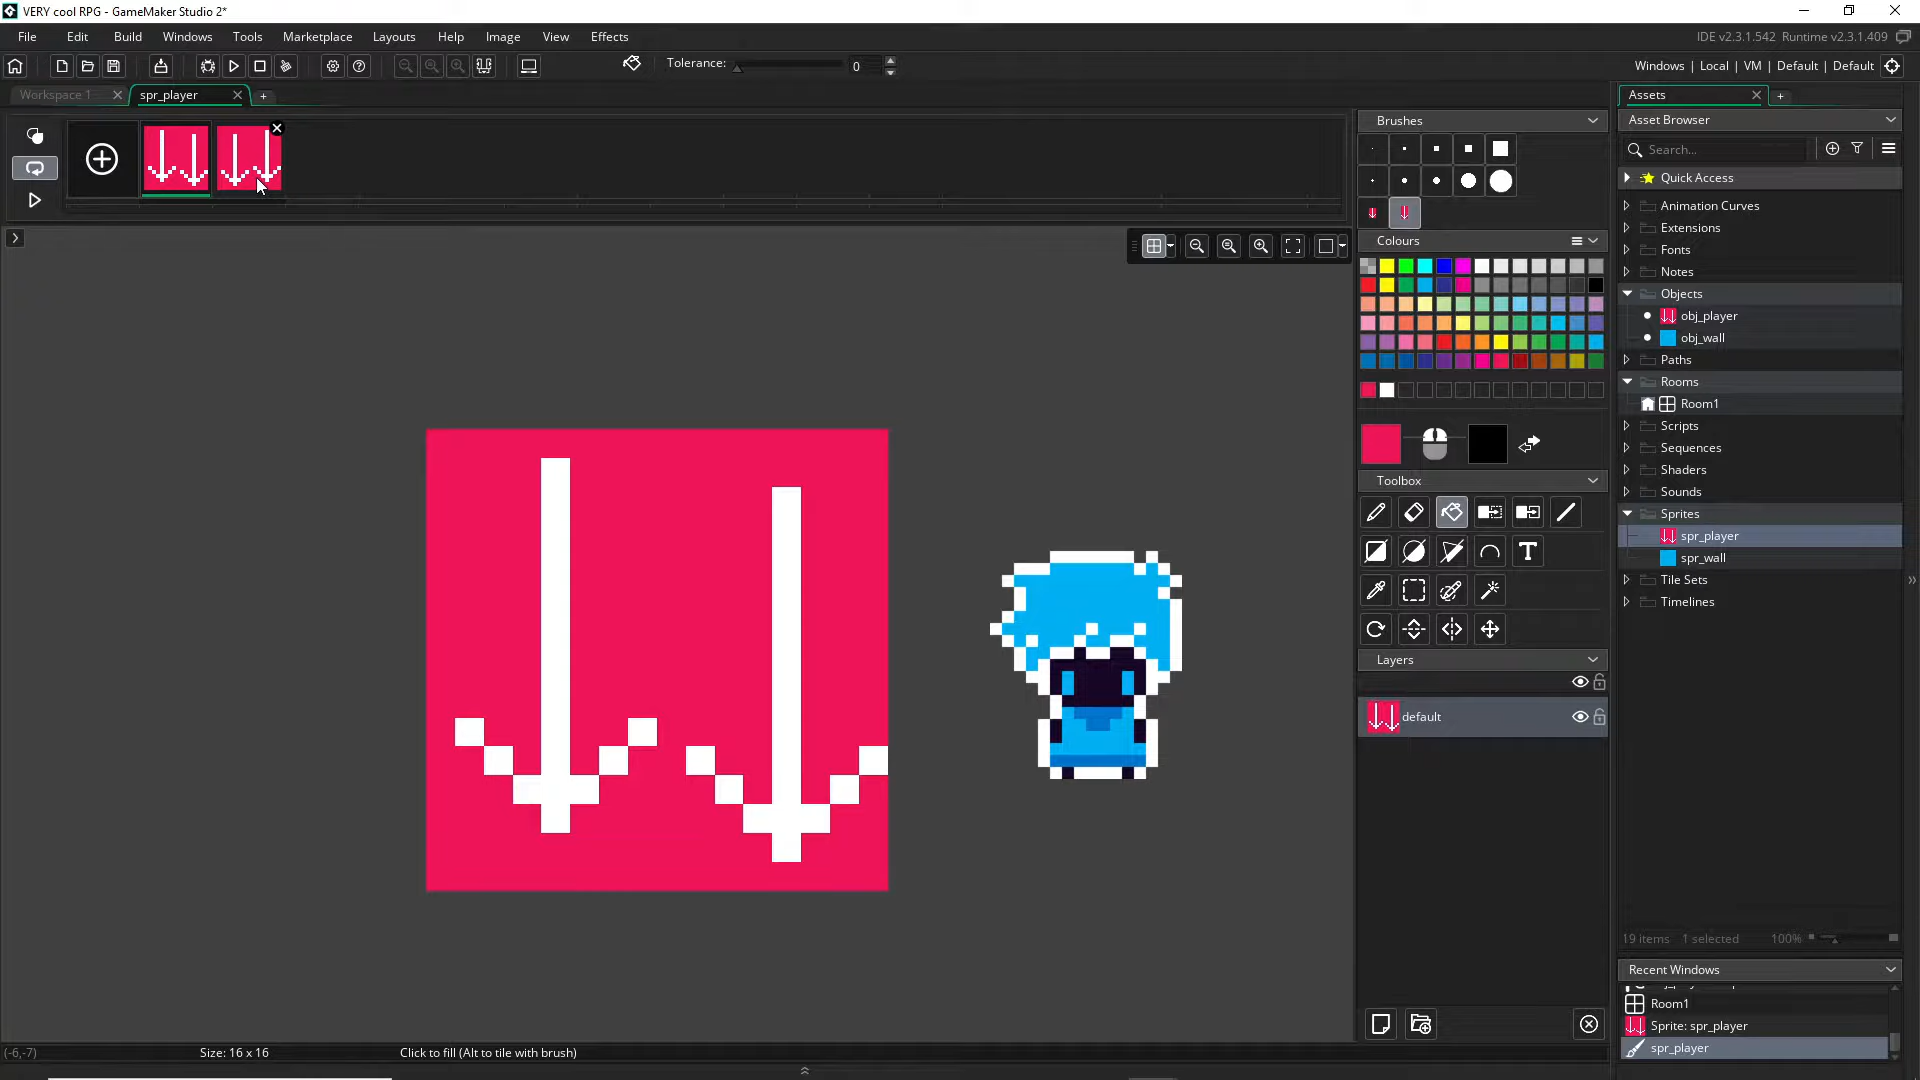 VERY cool RPG - GameMaker Studio 2*
File Edit Build Windows Tools Marketplace Layouts Help Image View Effects
IDE v2.3.1.542 Runtime v2.3.1.409
Tolerance: 0
Windows | Local | VM | Default | Default
Workspace 1
spr_player
Assets
Brushes
Asset Browser
Search...
Quick Access
Animation Curves
Extensions
Colours
Fonts
Notes
Objects
obj_player
obj_wall
Paths
Rooms
Room1
Scripts
Sequences
Shaders
Toolbox
Sounds
Sprites
spr_player
spr_wall
Tile Sets
Timelines
Layers
default
19 items 1 selected 100%
Recent Windows
Room1
Sprite: spr_player
spr_player
(-6,-7)
Size: 16 x 16
Click to fill (Alt to tile with brush)